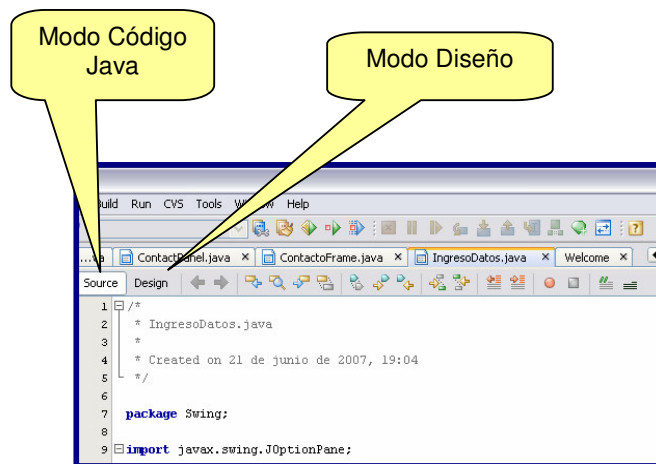 Modo Código
Java
Modo Diseño
Build Run CVS Tools Window Help
...va ContactPanel.java x ContactoFrame.java x IngresoDatos.java x Welcome x
Source Design
1 /*
2 * IngresoDatos.java
3 *
4 * Created on 21 de junio de 2007, 19:04
5 */
6
7 package Swing;
8
9 import javax.swing.JOptionPane;